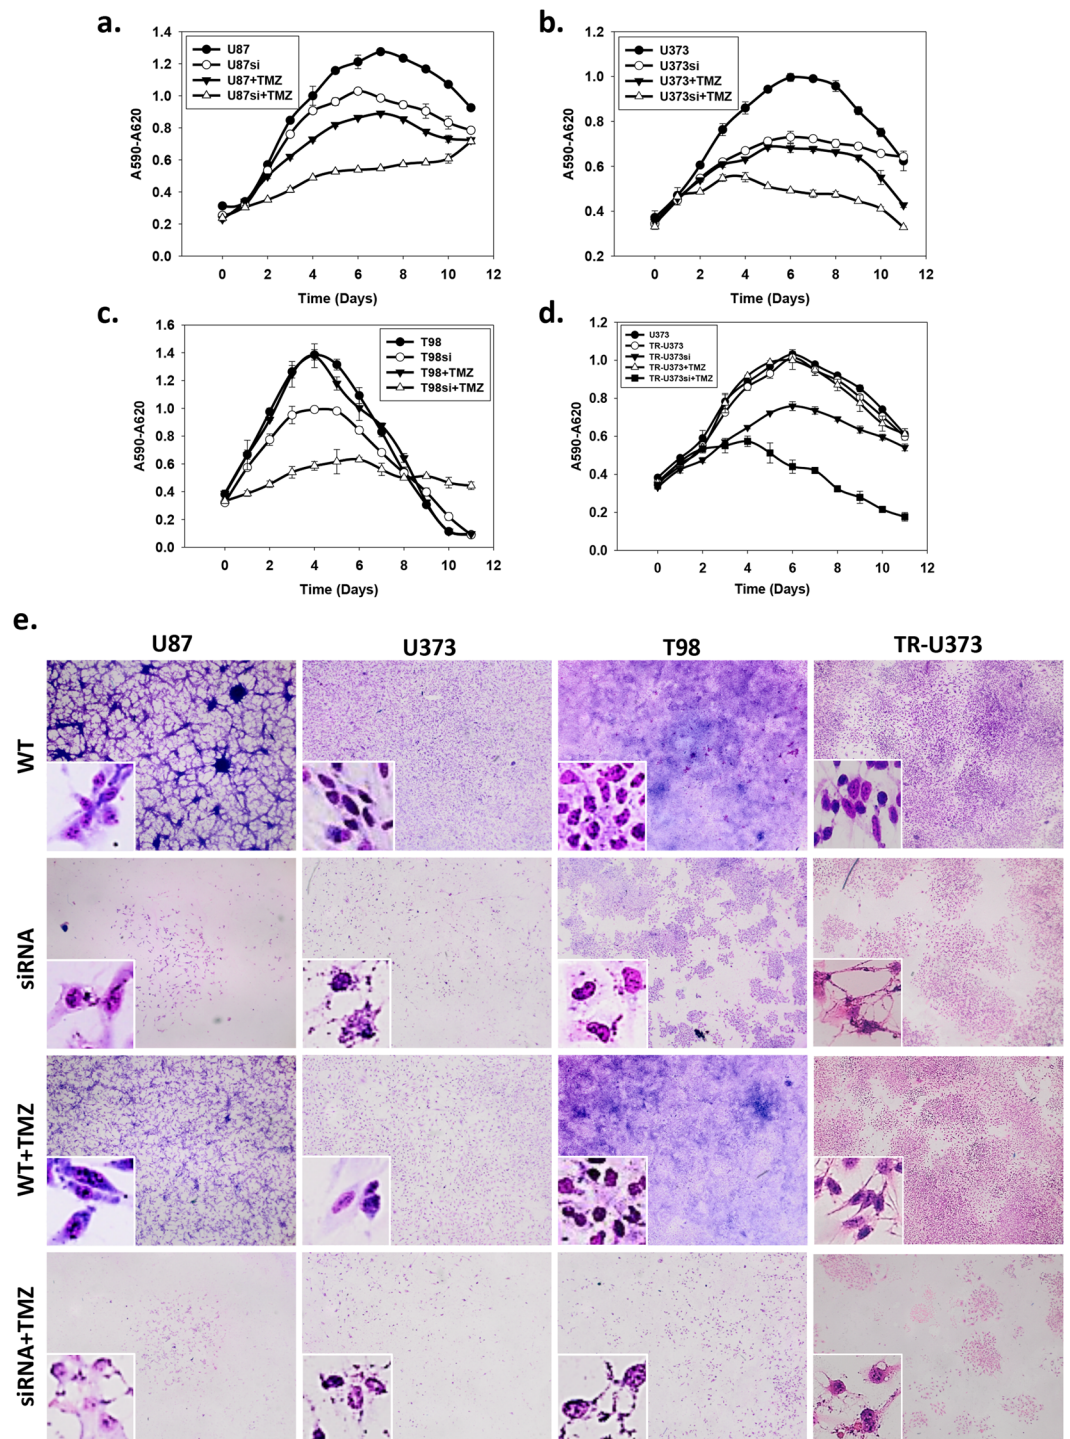 a.
1.4
1.2
1.0
0.8
0.6
0.4
0.2
0.0
A590-A620
U87
U87si
U87+TMZ
U87si+TMZ
0 2 4 6 8 10 12
Time (Days)
b.
1.2
1.0
0.8
0.6
0.4
0.2
A590-A620
U373
U373si
U373+TMZ
U373si+TMZ
0 2 4 6 8 10 12
Time (Days)
c.
1.6
1.4
1.2
1.0
0.8
0.6
0.4
0.2
0.0
A590-A620
T98
T98si
T98+TMZ
T98si+TMZ
0 2 4 6 8 10 12
Time (Days)
d.
1.2
1.0
0.8
0.6
0.4
0.2
0.0
A590-A620
U373
TR-U373
TR-U373si
TR-U373+TMZ
TR-U373si+TMZ
0 2 4 6 8 10 12
Time (Days)
e.
U87 U373 T98 TR-U373
WT
siRNA
WT+TMZ
siRNA+TMZ